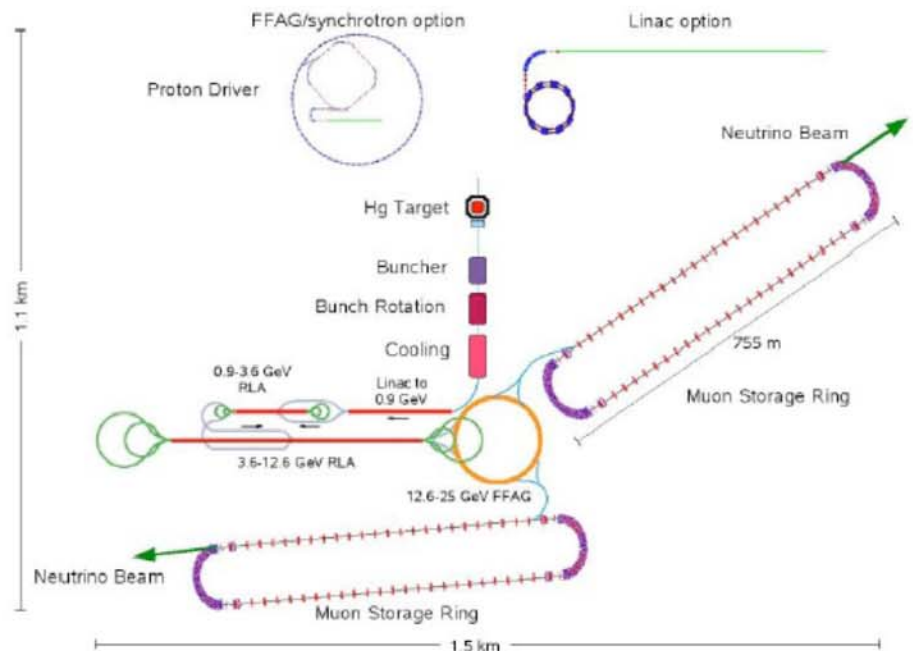 FFAG/synchrotron option
Linac option
Proton Driver
Neutrino Beam
Hg Target
Buncher
Bunch Rotation
Cooling
1.1 km
755 m
0.9-3.6 GeV
RLA
Linac to
0.9 GeV
Muon Storage Ring
3.6-12.6 GeV RLA
12.6-25 GeV FFAG
Neutrino Beam
Muon Storage Ring
1.5 km